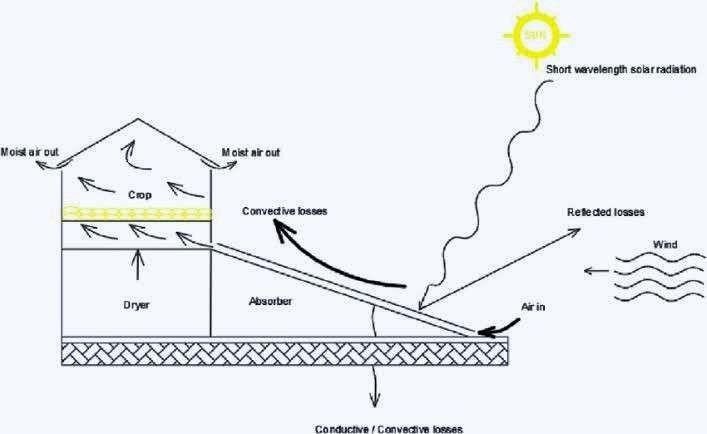 SUN
Short wavelength solar radiation
Moist air out
Moist air out
Crop
Convective losses
Reflected losses
Wind
Dryer
Absorber
Air in
Conductive / Convective losses